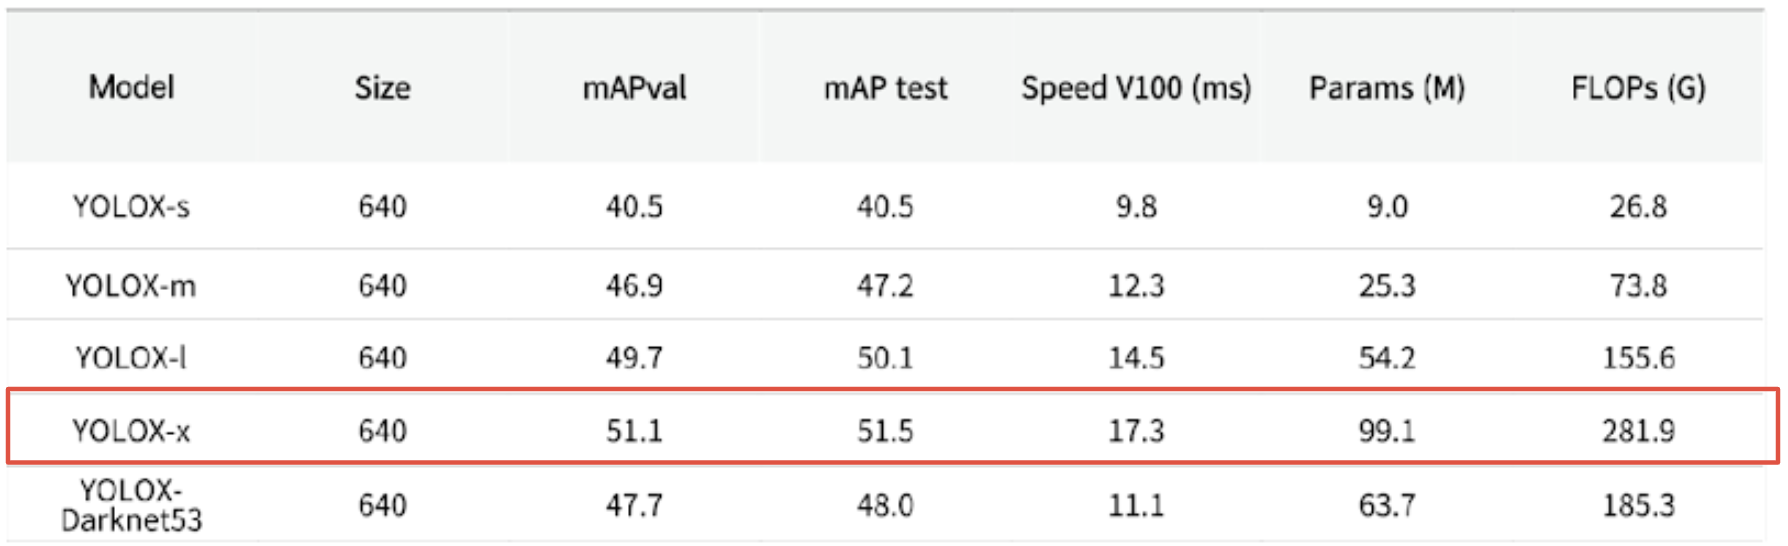 Model Size mAPval mAP test Speed V100 (ms) Params (M) FLOPs (G)
YOLOX-s 640 40.5 40.5 9.8 9.0 26.8
YOLOX-m 640 46.9 47.2 12.3 25.3 73.8
YOLOX-l 640 49.7 50.1 14.5 54.2 155.6
YOLOX-x 640 51.1 51.5 17.3 99.1 281.9
YOLOX-
Darknet53 640 47.7 48.0 11.1 63.7 185.3